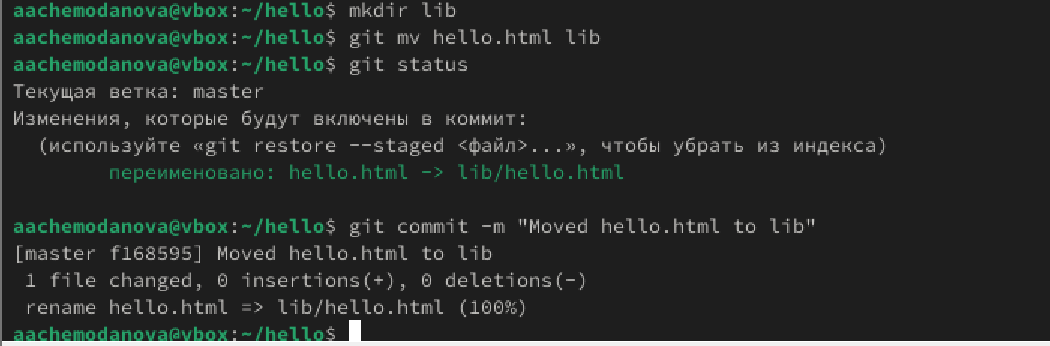 aachemodanova@vbox:~/hello$ mkdir lib
aachemodanova@vbox:~/hello$ git mv hello.html lib
aachemodanova@vbox:~/hello$ git status
Текущая ветка: master
Изменения, которые будут включены в коммит:
  (используйте «git restore --staged <файл>...», чтобы убрать из индекса)
        переименовано: hello.html -> lib/hello.html

aachemodanova@vbox:~/hello$ git commit -m "Moved hello.html to lib"
[master f168595] Moved hello.html to lib
 1 file changed, 0 insertions(+), 0 deletions(-)
 rename hello.html => lib/hello.html (100%)
aachemodanova@vbox:~/hello$